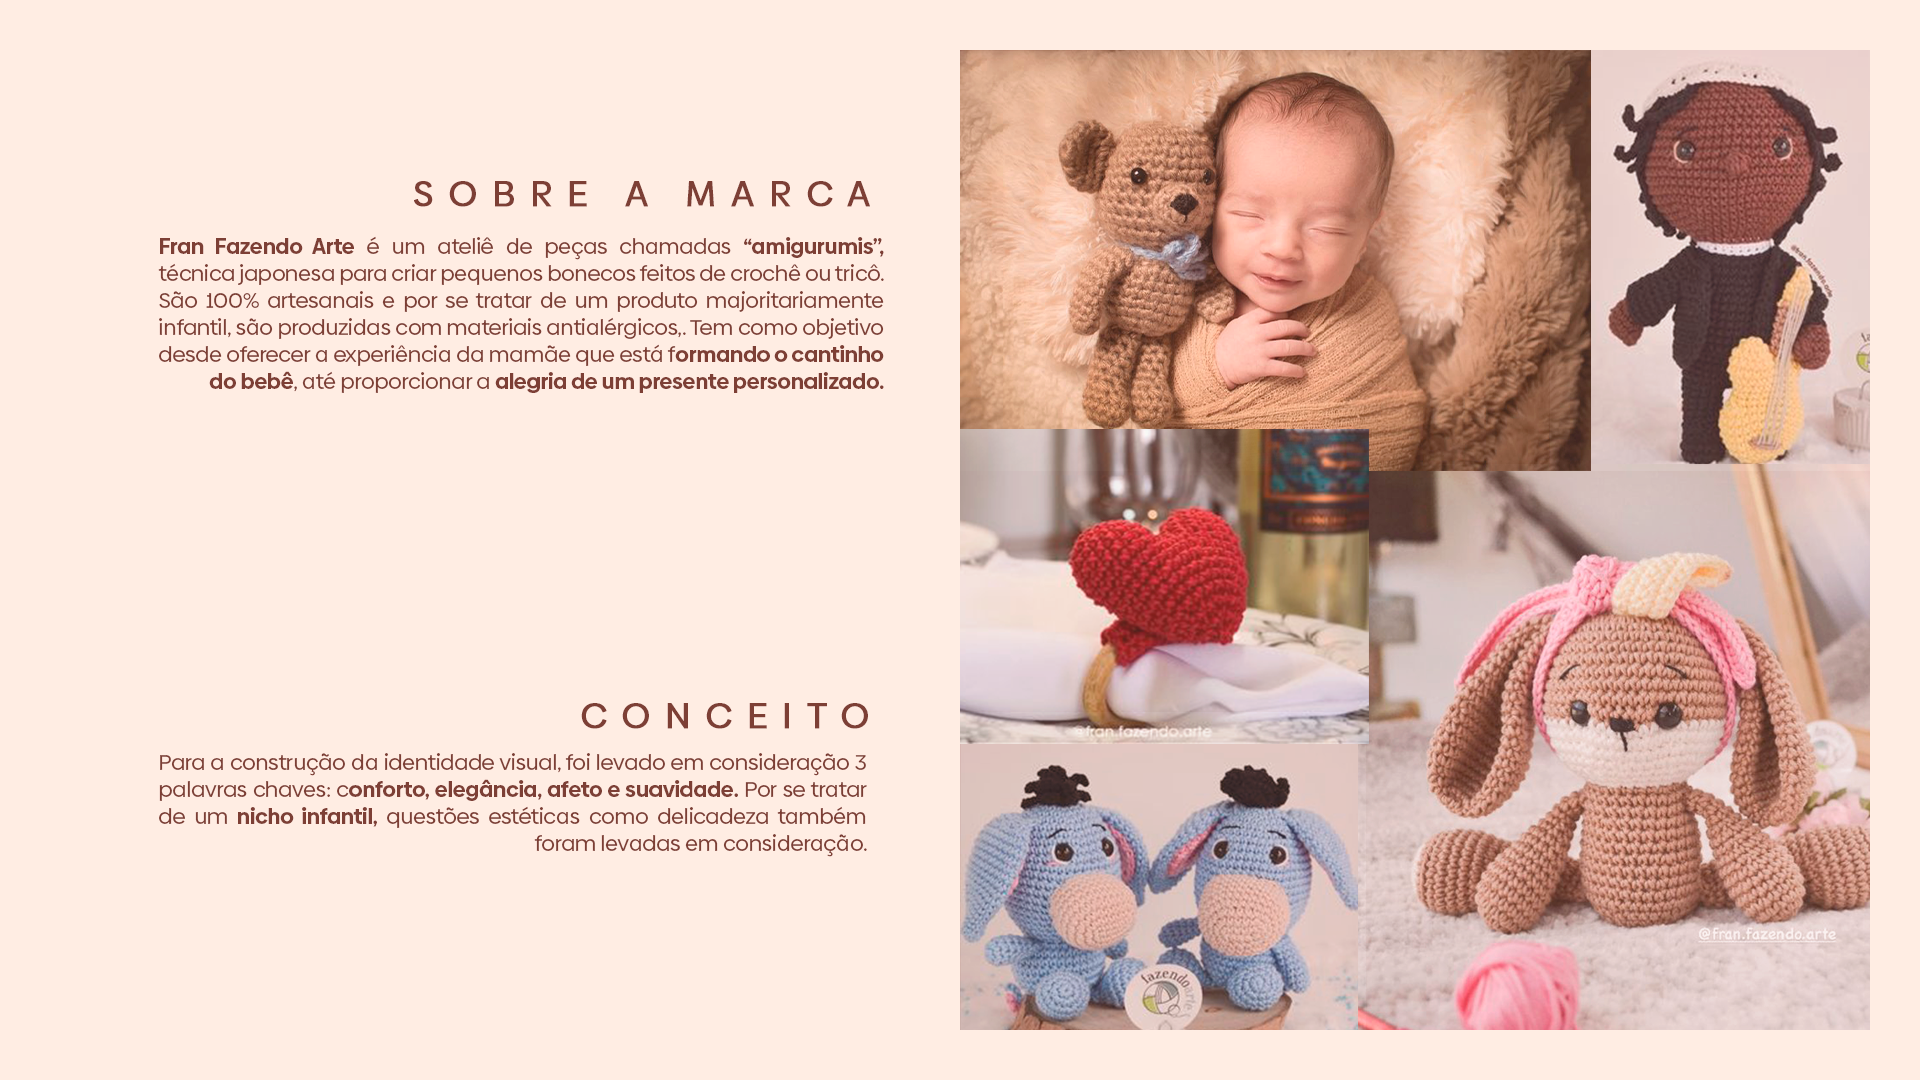 SOBRE A MARCA
Fran Fazendo Arte é um ateliê de peças chamadas “amigurumis”,
técnica japonesa para criar pequenos bonecos feitos de crochê ou tricô.
São 100% artesanais e por se tratar de um produto majoritariamente
infantil, são produzidas com materiais antialérgicos,. Tem como objetivo
desde oferecer a experiência da mamãe que está formando o cantinho
do bebê, até proporcionar a alegria de um presente personalizado.
CONCEITO
Para a construção da identidade visual, foi levado em consideração 3
palavras chaves: conforto, elegância, afeto e suavidade. Por se tratar
de um nicho infantil, questões estéticas como delicadeza também
foram levadas em consideração.
@fran.fazendo.arte
@fran.fazendo.arte
@fran.fazendo.arte
fazendo arte